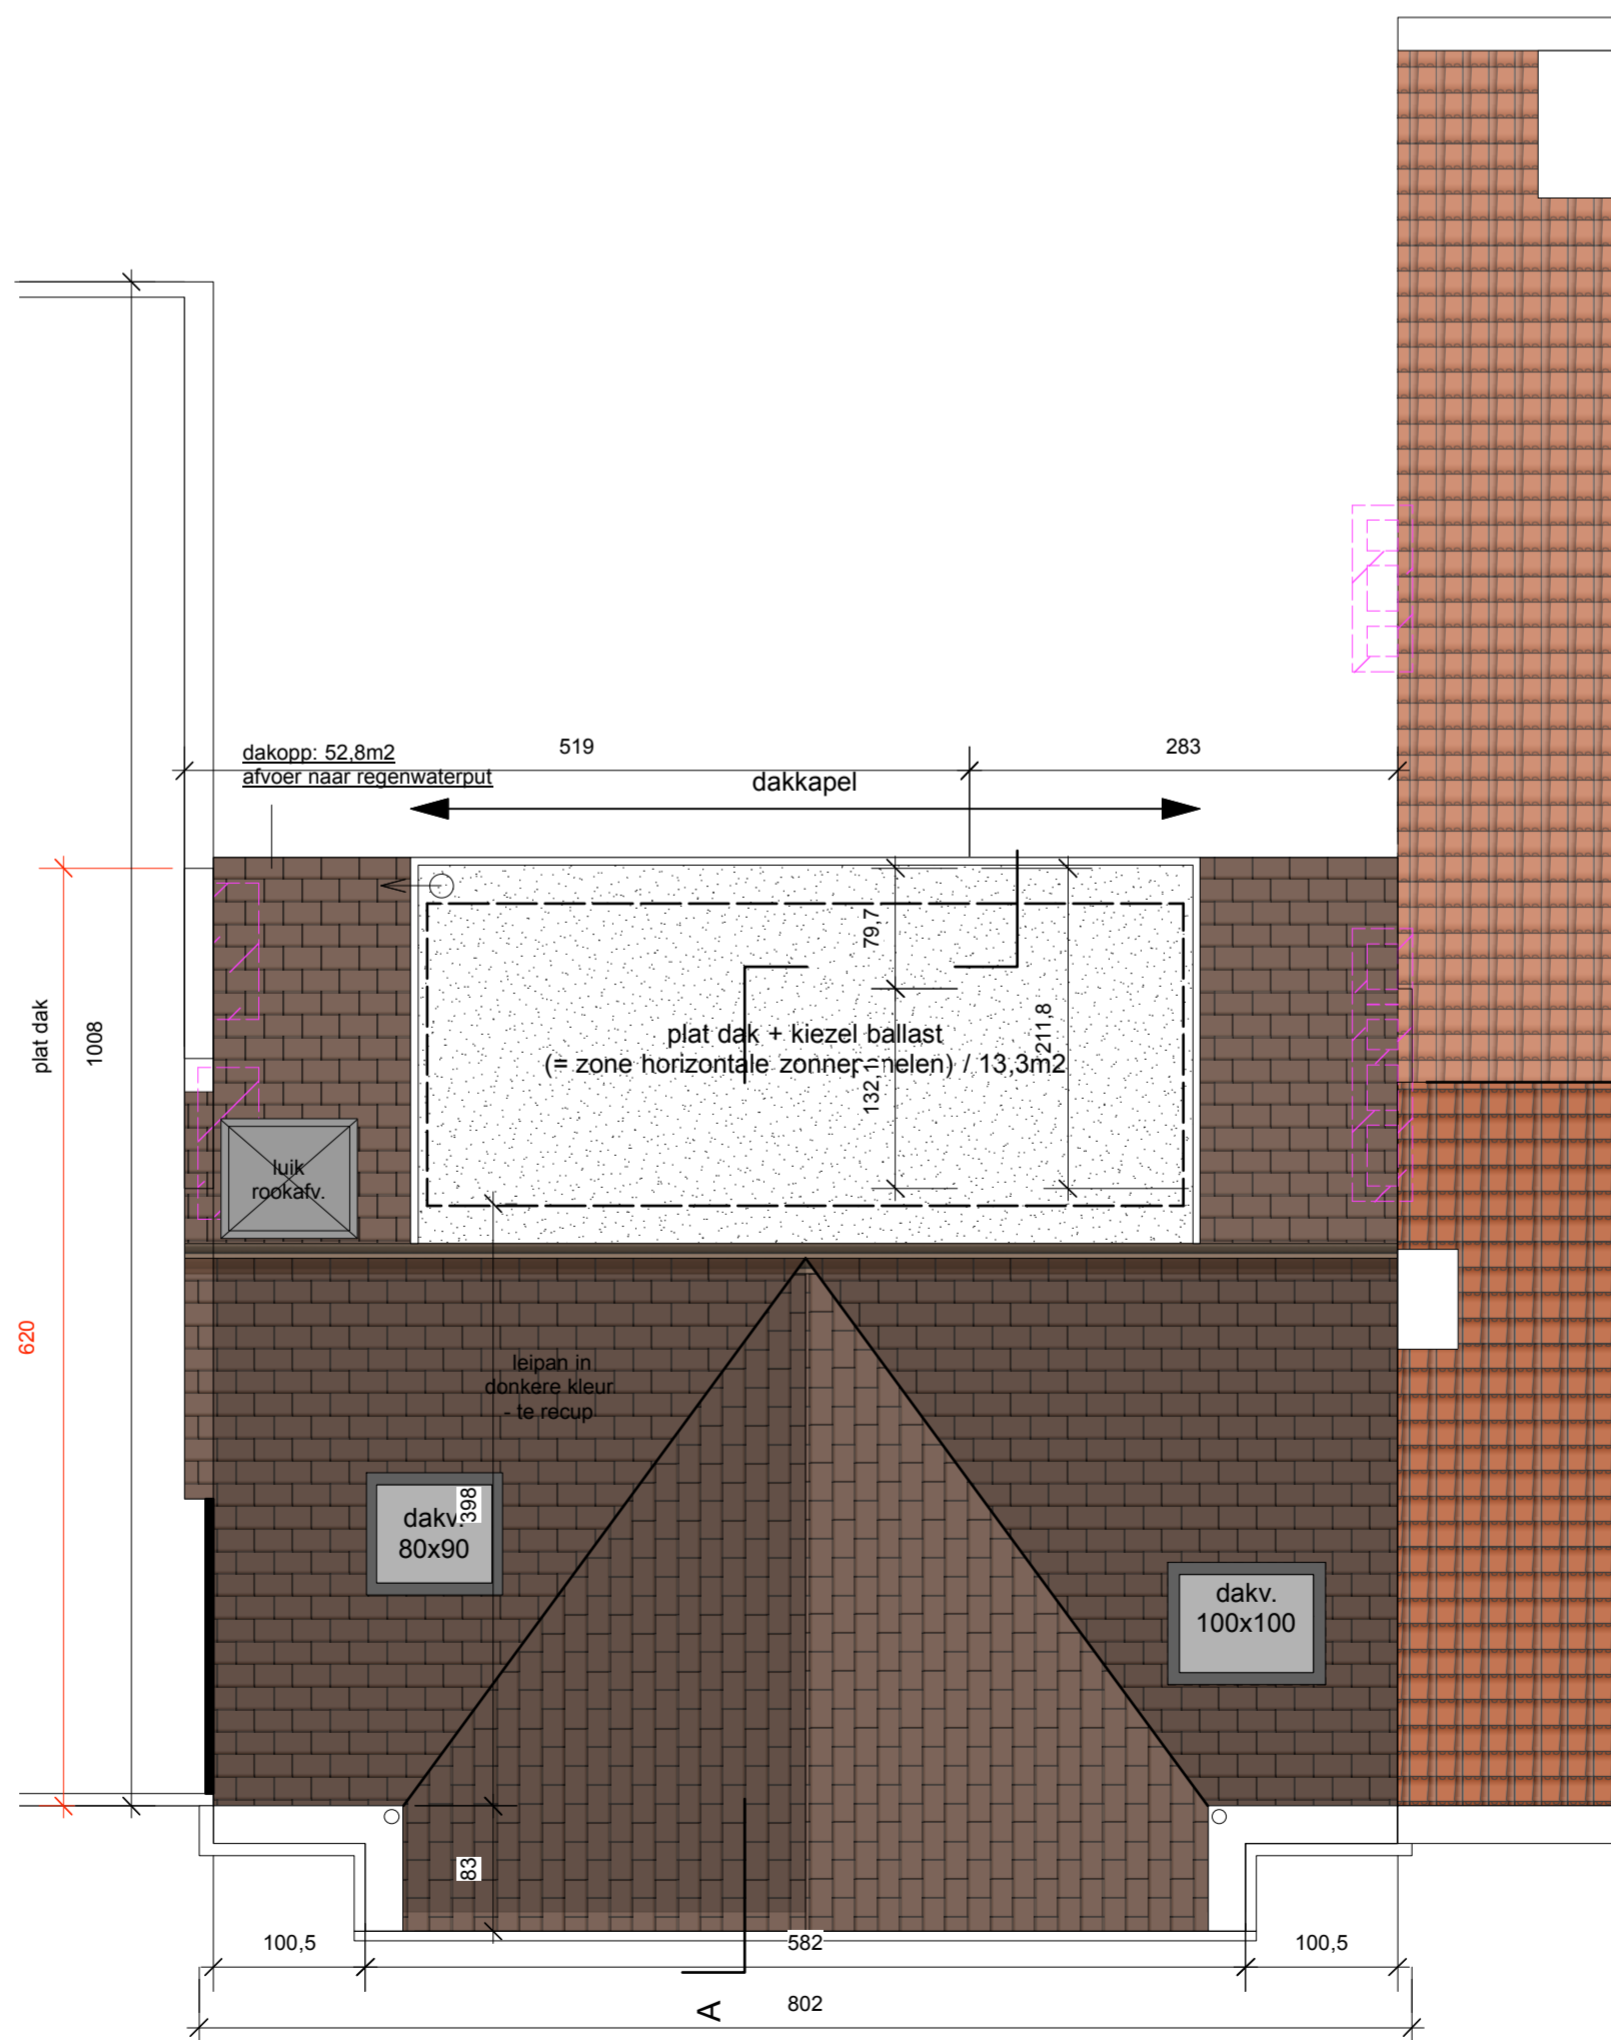 519
283
dakopp: 52,8m2
afvoer naar regenwaterput
dakkapel
79,7
211,8
132,1
plat dak + kiezel ballast
(= zone horizontale zonnepanelen) / 13,3m2
plat dak
1008
620
luik
rookafv.
leipan in
donkere kleur
- te recup
398
dakv.
80x90
dakv.
100x100
83
100,5
582
100,5
A
802